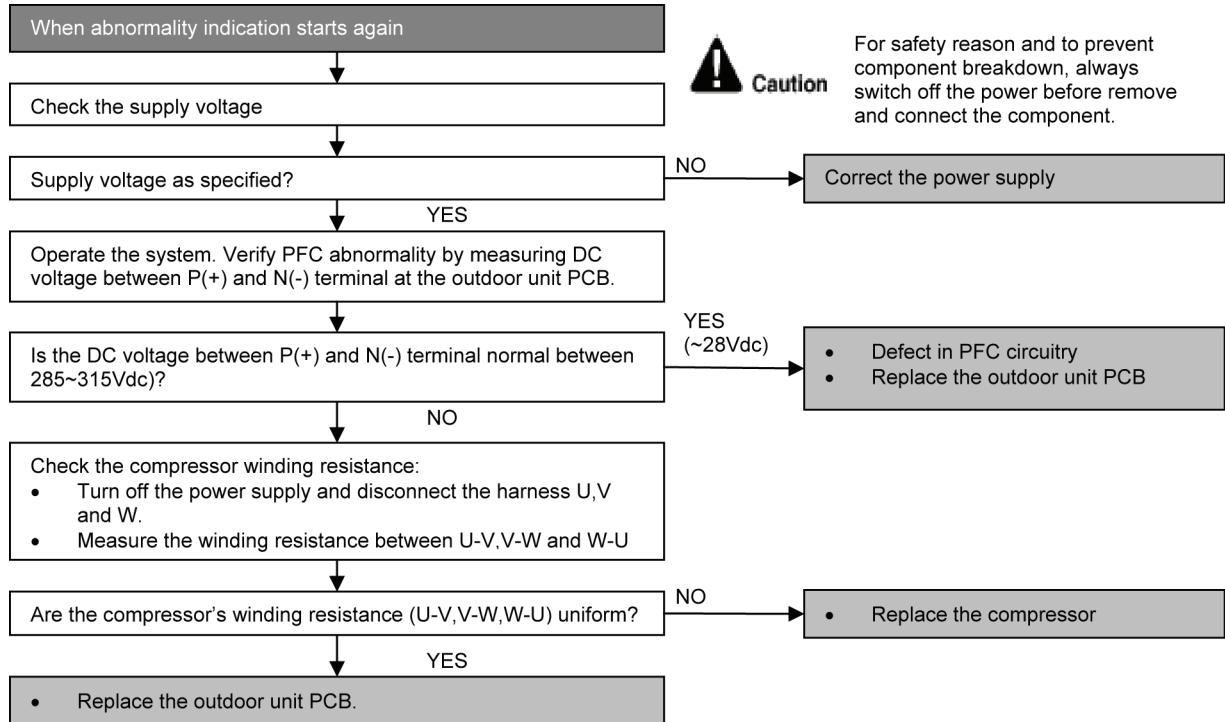 When abnormality indication starts again
Caution
For safety reason and to prevent
component breakdown, always
switch off the power before remove
and connect the component.
Check the supply voltage
Supply voltage as specified?
NO
Correct the power supply
YES
Operate the system. Verify PFC abnormality by measuring DC
voltage between P(+) and N(-) terminal at the outdoor unit PCB.
Is the DC voltage between P(+) and N(-) terminal normal between
285~315Vdc)?
YES
(~28Vdc)
• Defect in PFC circuitry
• Replace the outdoor unit PCB
NO
Check the compressor winding resistance:
• Turn off the power supply and disconnect the harness U,V
and W.
• Measure the winding resistance between U-V,V-W and W-U
Are the compressor's winding resistance (U-V,V-W,W-U) uniform?
NO
• Replace the compressor
YES
• Replace the outdoor unit PCB.